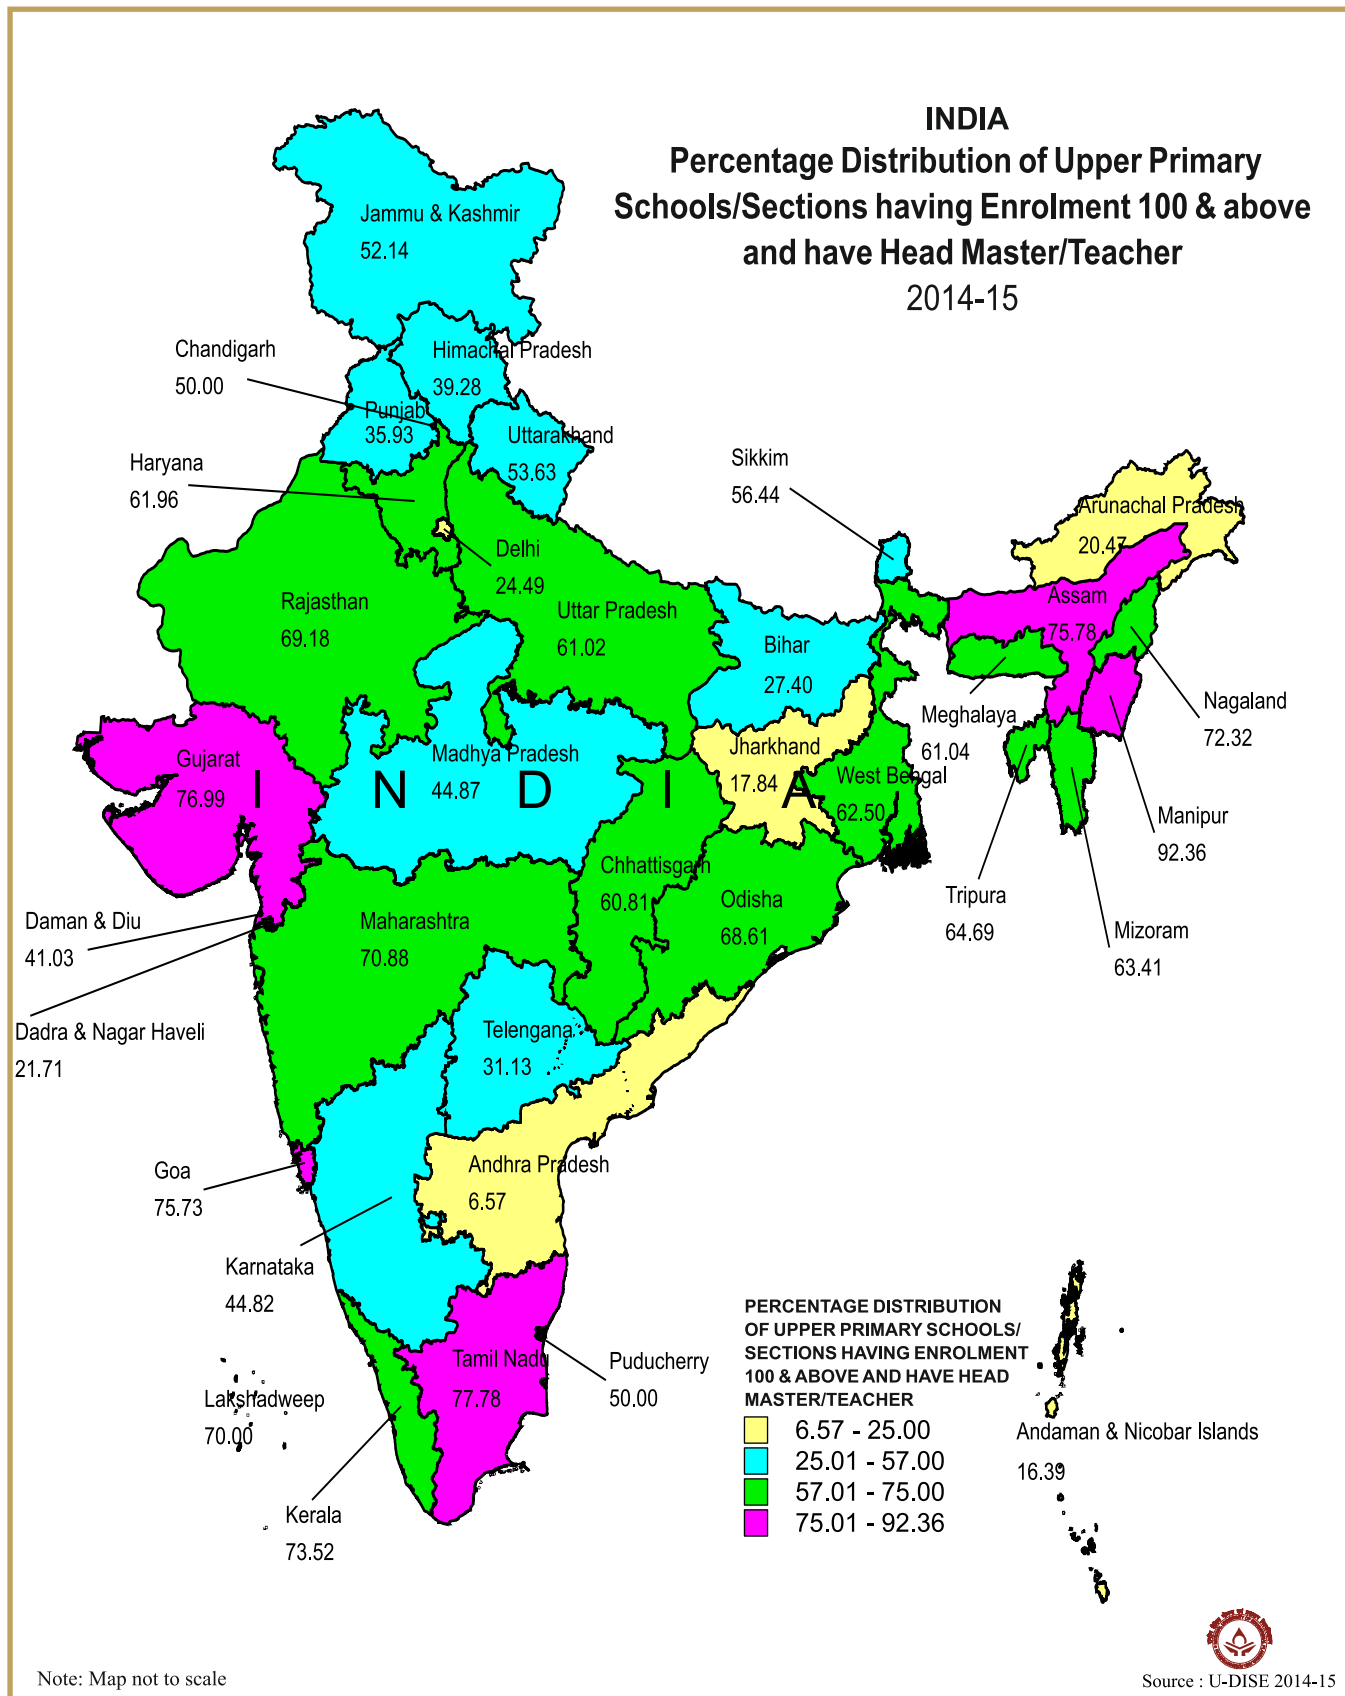 INDIA
Percentage Distribution of Upper Primary
Schools/Sections having Enrolment 100 & above
and have Head Master/Teacher
2014-15
Jammu & Kashmir
52.14
Chandigarh
50.00
Himachal Pradesh
39.28
Punjab
35.93
Uttarakhand
53.63
Haryana
61.96
Sikkim
56.44
Arunachal Pradesh
20.47
Delhi
24.49
Rajasthan
69.18
Uttar Pradesh
61.02
Assam
75.78
Bihar
27.40
Nagaland
72.32
Meghalaya
61.04
Gujarat
76.99
Madhya Pradesh
44.87
Jharkhand
17.84
West Bengal
62.50
I N D I A
Manipur
92.36
Chhattisgarh
60.81
Odisha
68.61
Tripura
64.69
Mizoram
63.41
Daman & Diu
41.03
Maharashtra
70.88
Dadra & Nagar Haveli
21.71
Telengana
31.13
Goa
75.73
Andhra Pradesh
6.57
Karnataka
44.82
Tamil Nadu
77.78
Puducherry
50.00
Lakshadweep
70.00
Kerala
73.52
PERCENTAGE DISTRIBUTION
OF UPPER PRIMARY SCHOOLS/
SECTIONS HAVING ENROLMENT
100 & ABOVE AND HAVE HEAD
MASTER/TEACHER
6.57 - 25.00
25.01 - 57.00
57.01 - 75.00
75.01 - 92.36
Andaman & Nicobar Islands
16.39
Note: Map not to scale
Source : U-DISE 2014-15